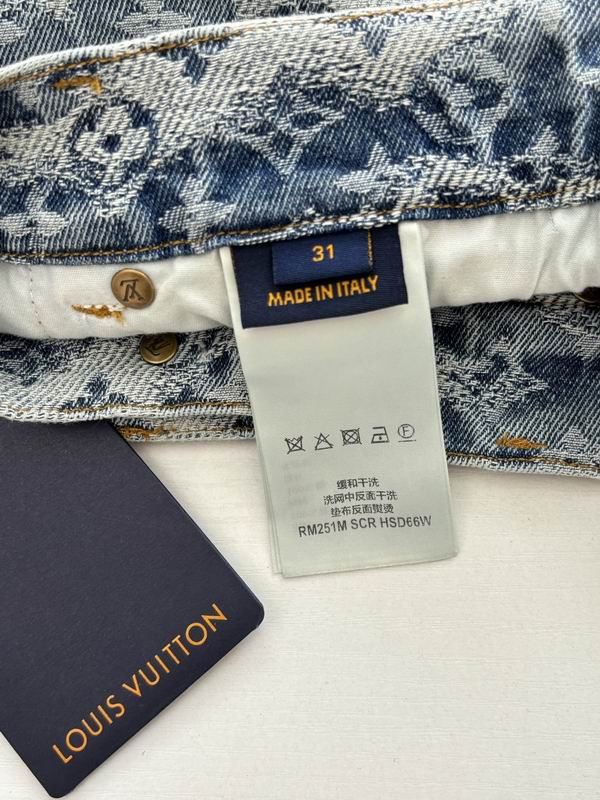 31
MADE IN ITALY
缓和干洗
洗网中反面干洗
垫布反面熨烫
RM251M SCR HSD66W
LOUIS VUITTON